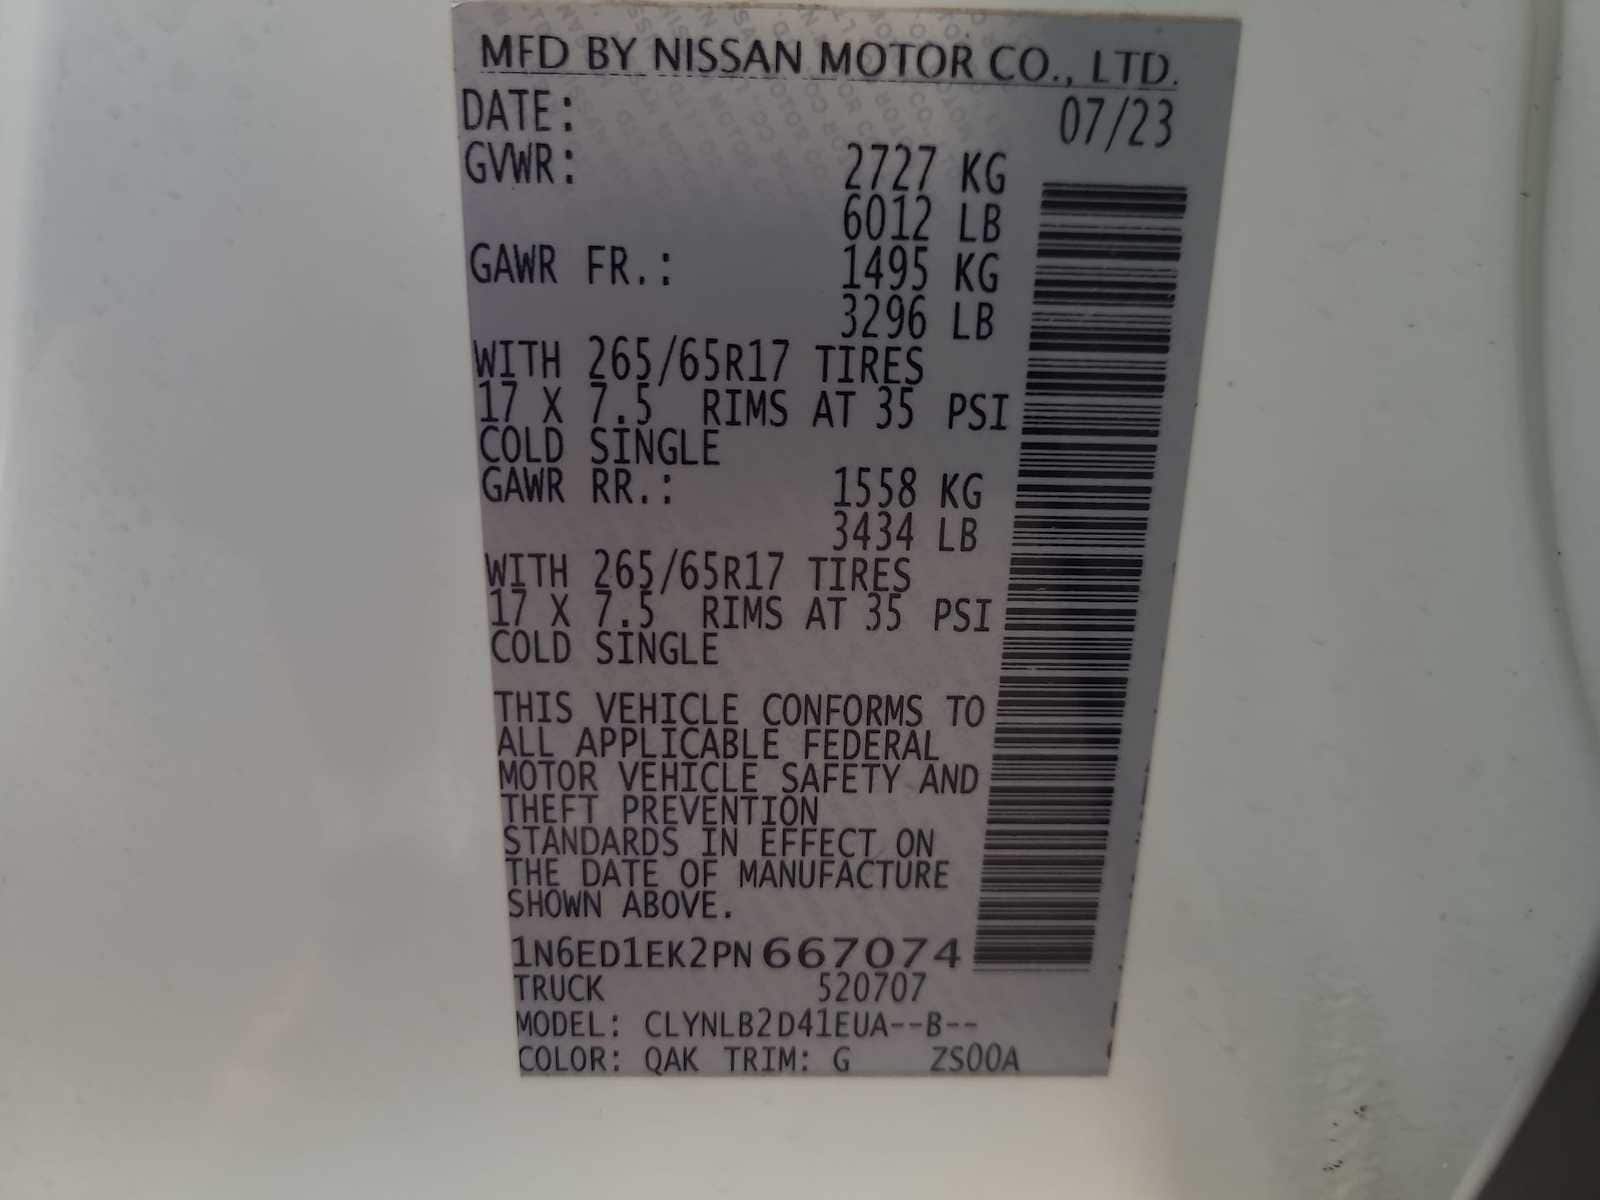 MFD BY NISSAN MOTOR CO., LTD.
DATE: 07/23
GVWR: 2727 KG
6012 LB
GAWR FR.: 1495 KG
3296 LB
WITH 265/65R17 TIRES
17 X 7.5 RIMS AT 35 PSI
COLD SINGLE
GAWR RR.: 1558 KG
3434 LB
WITH 265/65R17 TIRES
17 X 7.5 RIMS AT 35 PSI
COLD SINGLE
THIS VEHICLE CONFORMS TO
ALL APPLICABLE FEDERAL
MOTOR VEHICLE SAFETY AND
THEFT PREVENTION
STANDARDS IN EFFECT ON
THE DATE OF MANUFACTURE
SHOWN ABOVE.
1N6ED1EK2PN667074
TRUCK 520707
MODEL: CLYNLB2D41EUA--B--
COLOR: QAK TRIM: G ZS00A